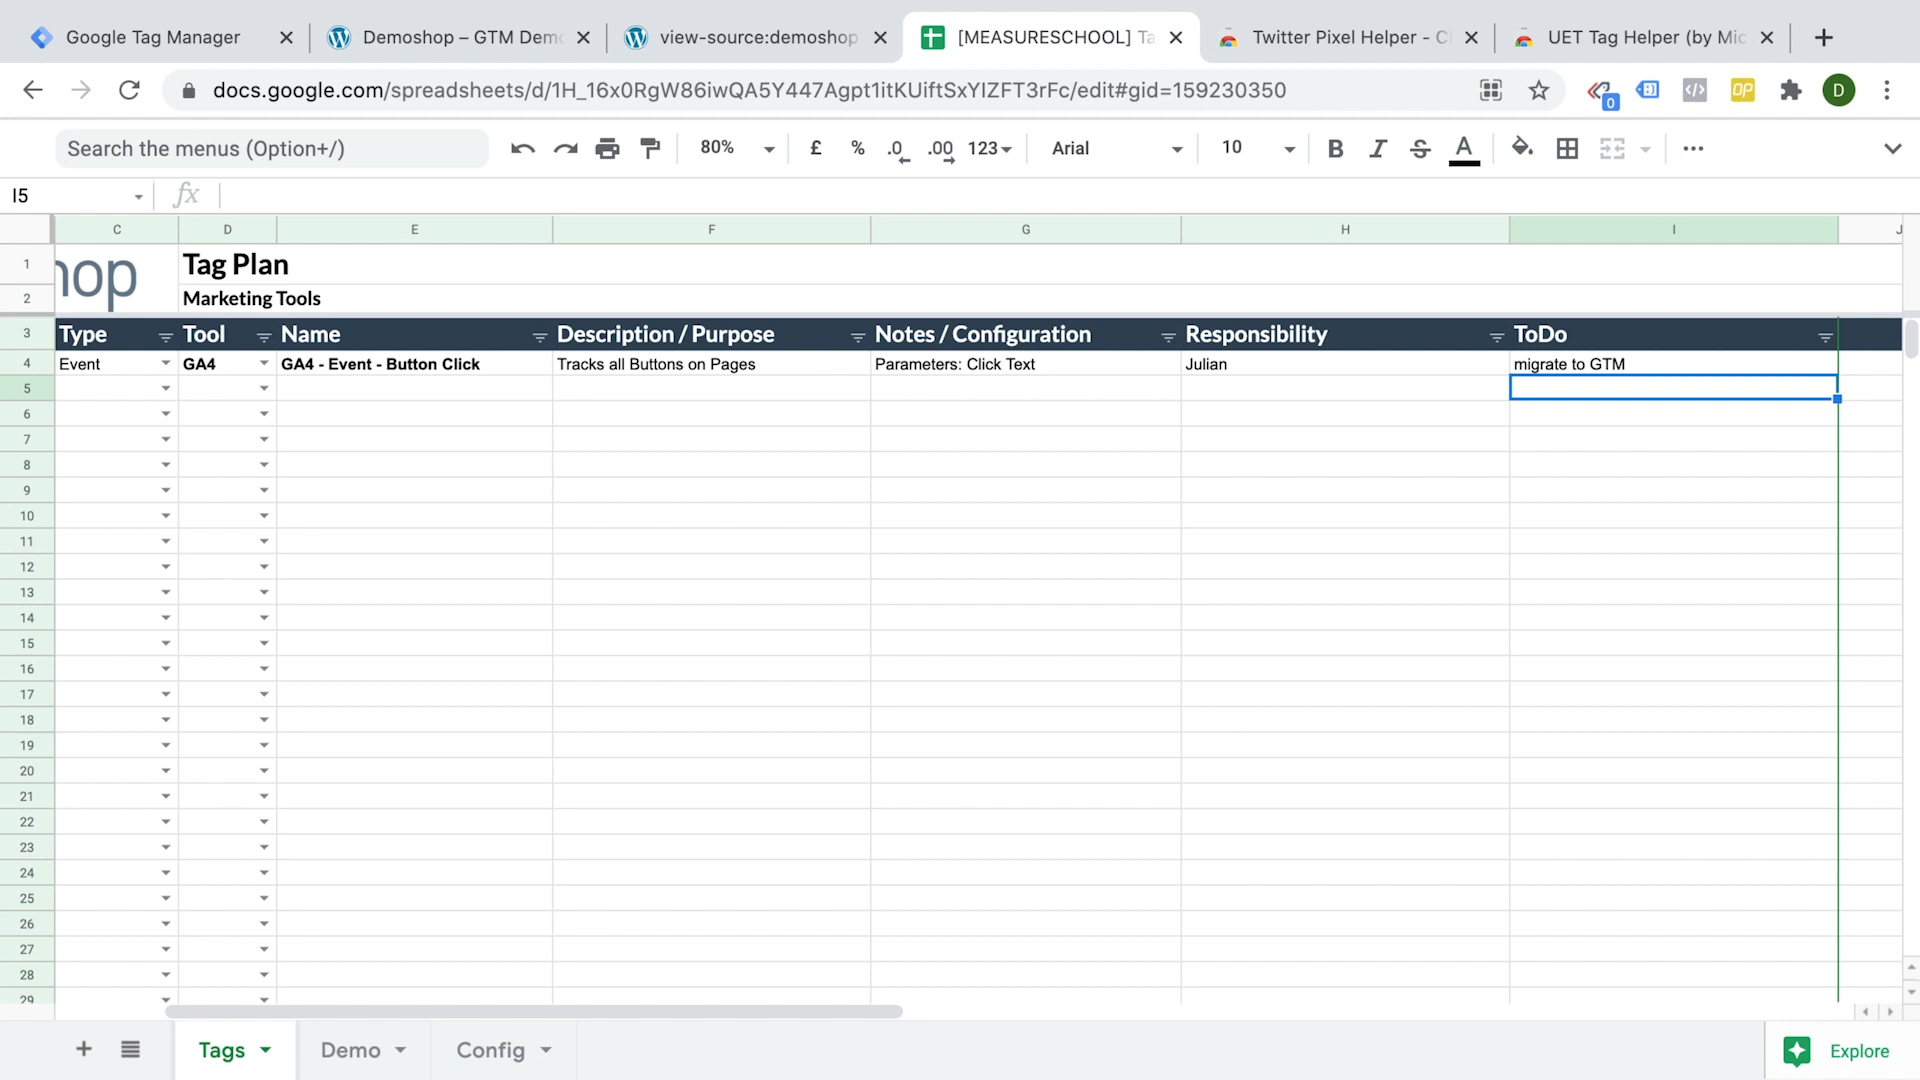 Google Tag Manager
Demoshop – GTM Demo
view-source:demoshop
[MEASURESCHOOL] Ta
Twitter Pixel Helper - C
UET Tag Helper (by Mic
docs.google.com/spreadsheets/d/1H_16x0RgW86iwQA5Y447Agpt1itKUiftSxYIZFT3rFc/edit#gid=159230350
0
OP
D
Search the menus (Option+/)
80%
£
%
.0
.00
123
Arial
10
B
I
S
A
I5
fx
C D E F G H I J
1 hop Tag Plan
2 Marketing Tools
3 Type Tool Name Description / Purpose Notes / Configuration Responsibility ToDo
4 Event GA4 GA4 - Event - Button Click Tracks all Buttons on Pages Parameters: Click Text Julian migrate to GTM
5
6
7
8
9
10
11
12
13
14
15
16
17
18
19
20
21
22
23
24
25
26
27
28
29
Tags
Demo
Config
Explore